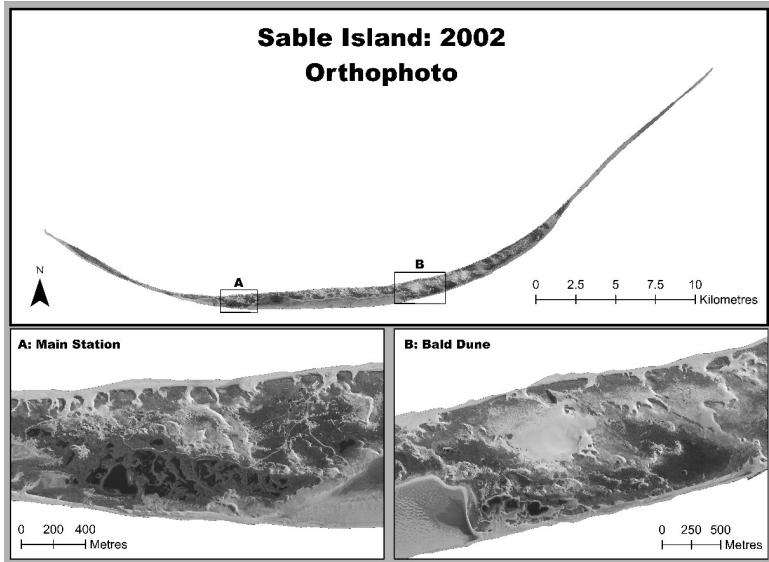 Sable Island: 2002
Orthophoto
N
A
B
0 2.5 5 7.5 10
Kilometres
A: Main Station
0 200 400
Metres
B: Bald Dune
0 250 500
Metres